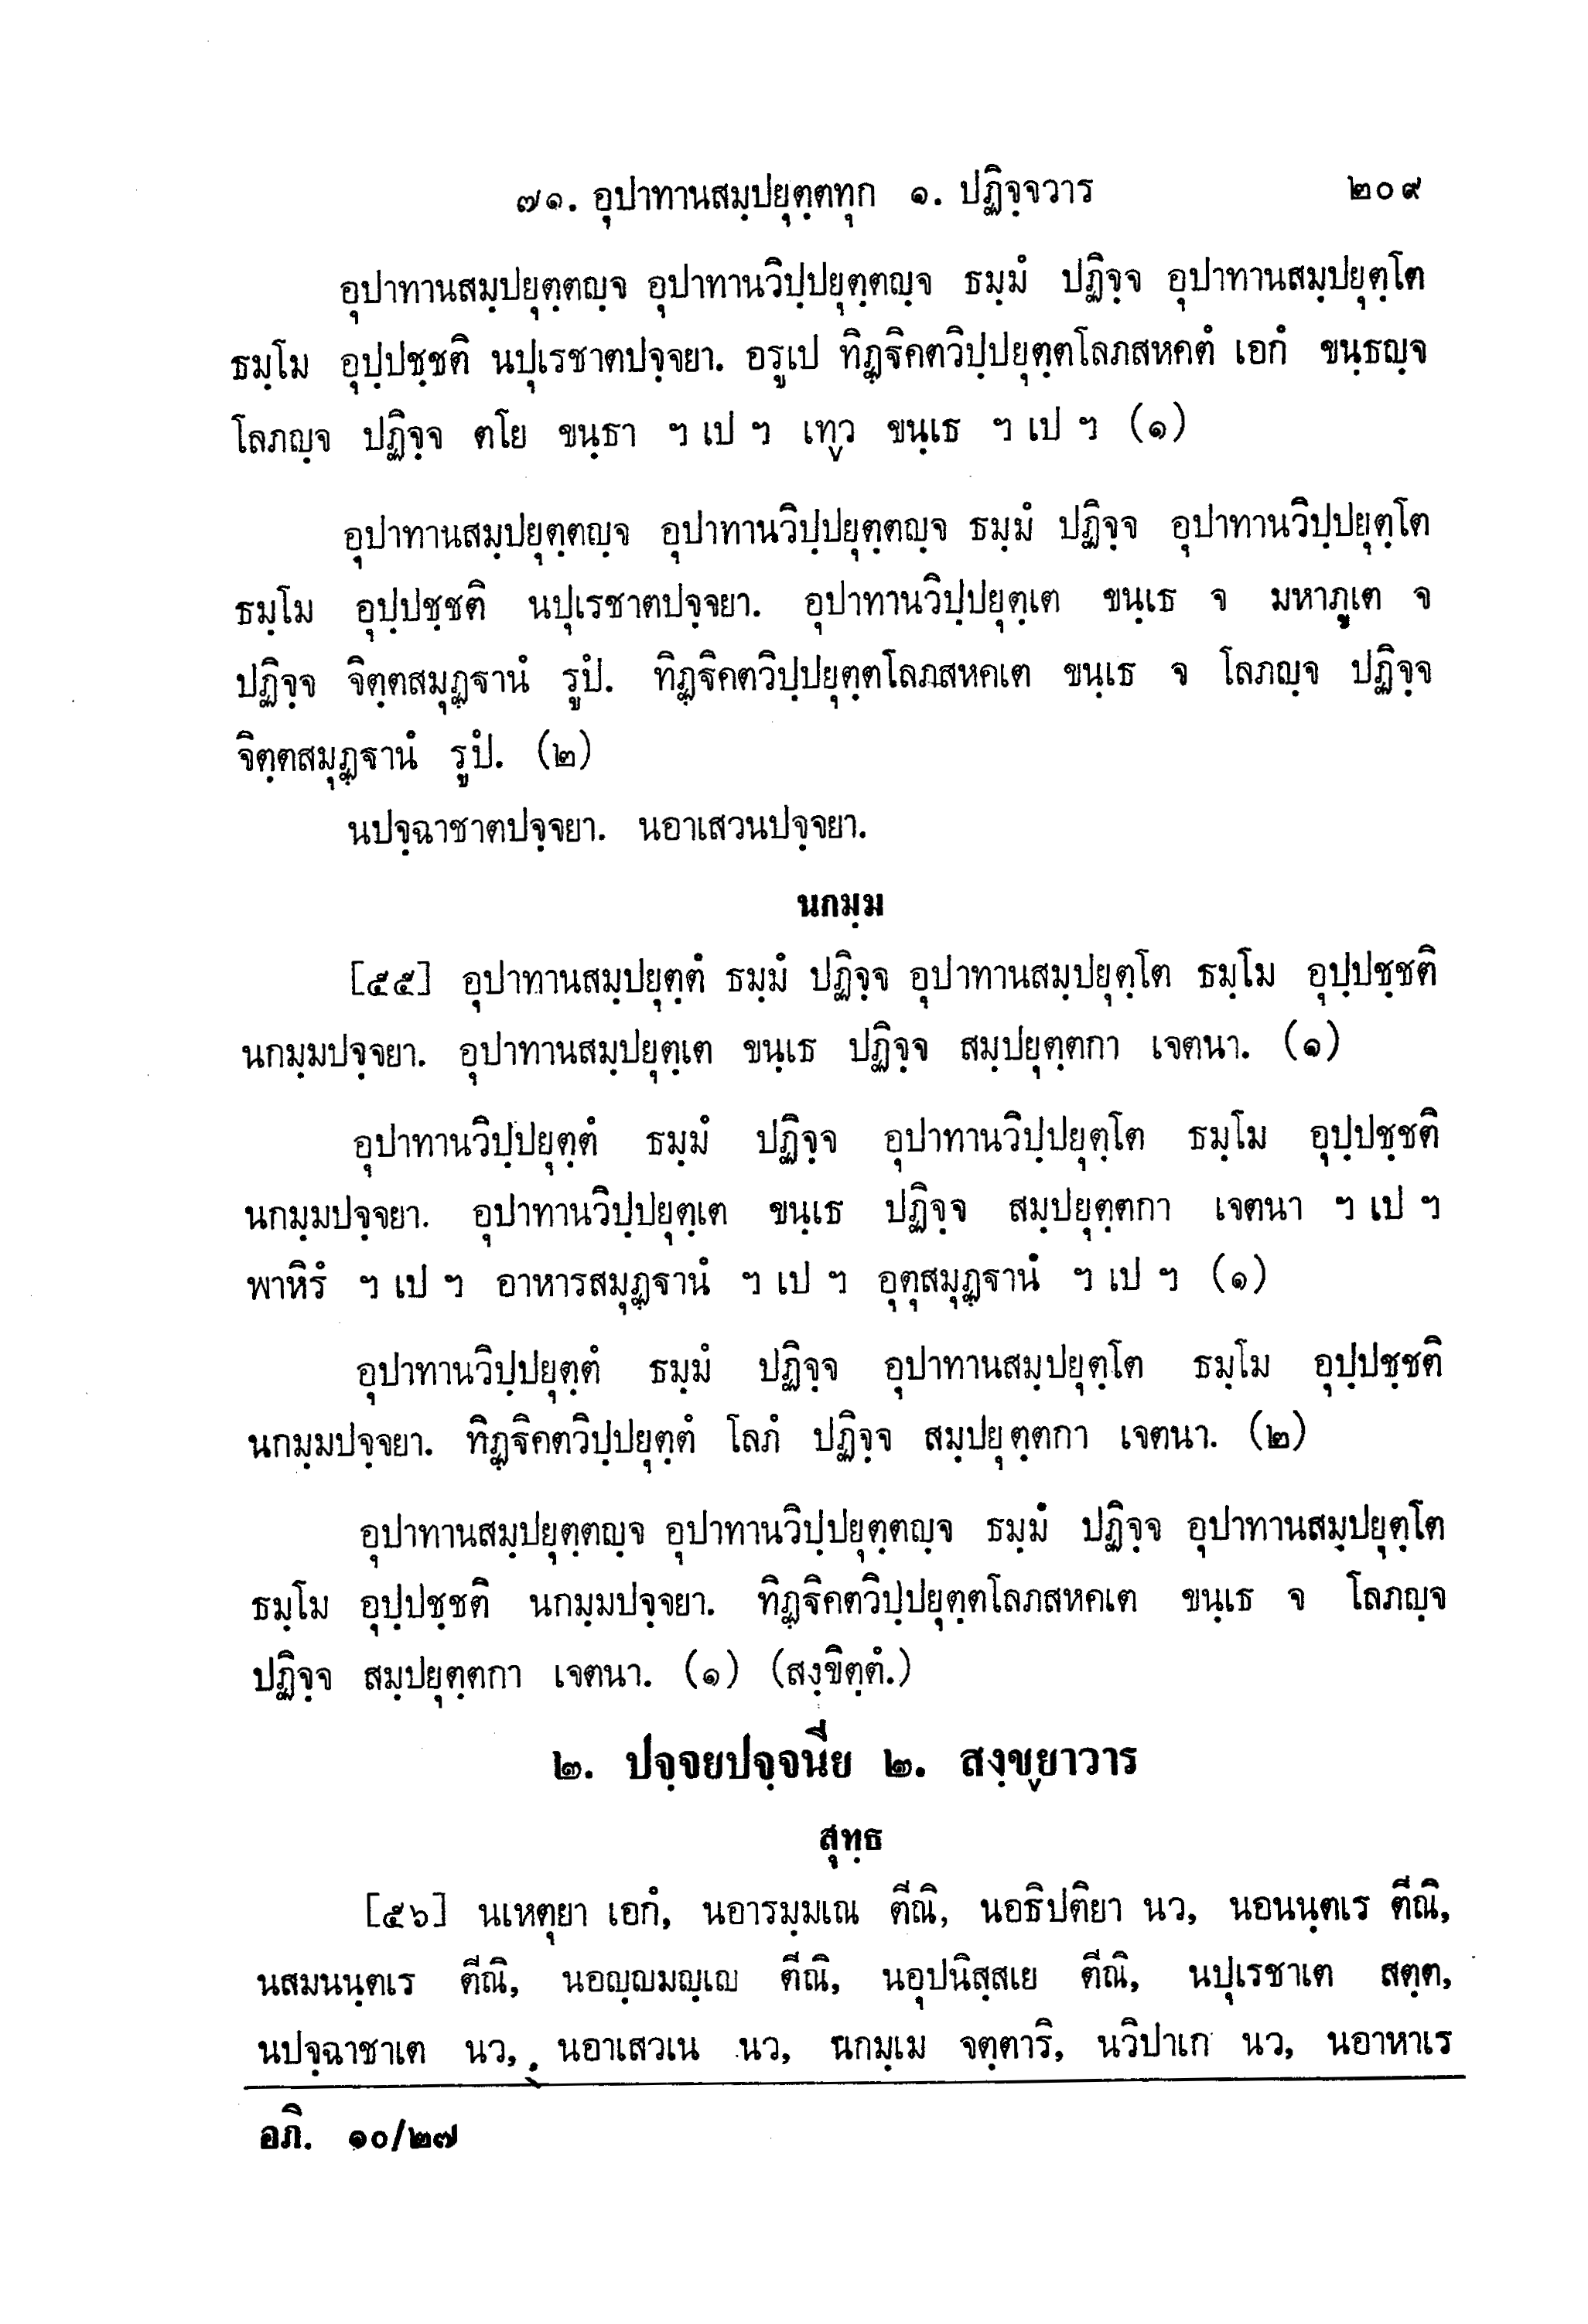 ๗๑. อุปาทานสมฺปยุตฺตทุก ๑. ปฏิจฺจวาร ๒๐๙
อุปาทานสมฺปยุตฺตญฺจ อุปาทานวิปฺปยุตฺตญฺจ ธมฺมํ ปฏิจฺจ อุปาทานสมฺปยุตฺโต
ธมฺโม อุปฺปชฺชติ นปุเรชาตปจฺจยา. อรูเป ทิฏฺฐิคตวิปฺปยุตฺตโลภสหคตํ เอกํ ขนฺธญฺจ
โลภญฺจ ปฏิจฺจ ตโย ขนฺธา ฯ เป ฯ เทฺว ขนฺเธ ฯ เป ฯ (๑)
อุปาทานสมฺปยุตฺตญฺจ อุปาทานวิปฺปยุตฺตญฺจ ธมฺมํ ปฏิจฺจ อุปาทานวิปฺปยุตฺโต
ธมฺโม อุปฺปชฺชติ นปุเรชาตปจฺจยา. อุปาทานวิปฺปยุตฺเต ขนฺเธ จ มหาภูเต จ
ปฏิจฺจ จิตฺตสมุฏฺฐานํ รูปํ. ทิฏฺฐิคตวิปฺปยุตฺตโลภสหคเต ขนฺเธ จ โลภญฺจ ปฏิจฺจ
จิตฺตสมุฏฺฐานํ รูปํ. (๒)
นปจฺฉาชาตปจฺจยา. นอาเสวนปจฺจยา.
นกมฺม
[๕๕] อุปาทานสมฺปยุตฺตํ ธมฺมํ ปฏิจฺจ อุปาทานสมฺปยุตฺโต ธมฺโม อุปฺปชฺชติ
นกมฺมปจฺจยา. อุปาทานสมฺปยุตฺเต ขนฺเธ ปฏิจฺจ สมฺปยุตฺตกา เจตนา. (๑)
อุปาทานวิปฺปยุตฺตํ ธมฺมํ ปฏิจฺจ อุปาทานวิปฺปยุตฺโต ธมฺโม อุปฺปชฺชติ
นกมฺมปจฺจยา. อุปาทานวิปฺปยุตฺเต ขนฺเธ ปฏิจฺจ สมฺปยุตฺตกา เจตนา ฯ เป ฯ
พาหิรํ ฯ เป ฯ อาหารสมุฏฺฐานํ ฯ เป ฯ อุตุสมุฏฺฐานํ ฯ เป ฯ (๑)
อุปาทานวิปฺปยุตฺตํ ธมฺมํ ปฏิจฺจ อุปาทานสมฺปยุตฺโต ธมฺโม อุปฺปชฺชติ
นกมฺมปจฺจยา. ทิฏฺฐิคตวิปฺปยุตฺตํ โลภํ ปฏิจฺจ สมฺปยุตฺตกา เจตนา. (๒)
อุปาทานสมฺปยุตฺตญฺจ อุปาทานวิปฺปยุตฺตญฺจ ธมฺมํ ปฏิจฺจ อุปาทานสมฺปยุตฺโต
ธมฺโม อุปฺปชฺชติ นกมฺมปจฺจยา. ทิฏฺฐิคตวิปฺปยุตฺตโลภสหคเต ขนฺเธ จ โลภญฺจ
ปฏิจฺจ สมฺปยุตฺตกา เจตนา. (๑) (สงฺขิตฺตํ.)
๒. ปจฺจยปจฺจนีย ๒. สงฺขฺยาวาร
สุทฺธ
[๕๖] นเหตุยา เอกํ, นอารมฺมเณ ตีณิ, นอธิปติยา นว, นอนนฺตเร ตีณิ,
นสมนนฺตเร ตีณิ, นอญฺญมญฺเญ ตีณิ, นอุปนิสฺสเย ตีณิ, นปุเรชาเต สตฺต,
นปจฺฉาชาเต นว, นอาเสวเน นว, นกมฺเม จตฺตาริ, นวิปาเก นว, นอาหาเร
อภิ. ๑๐/๒๗